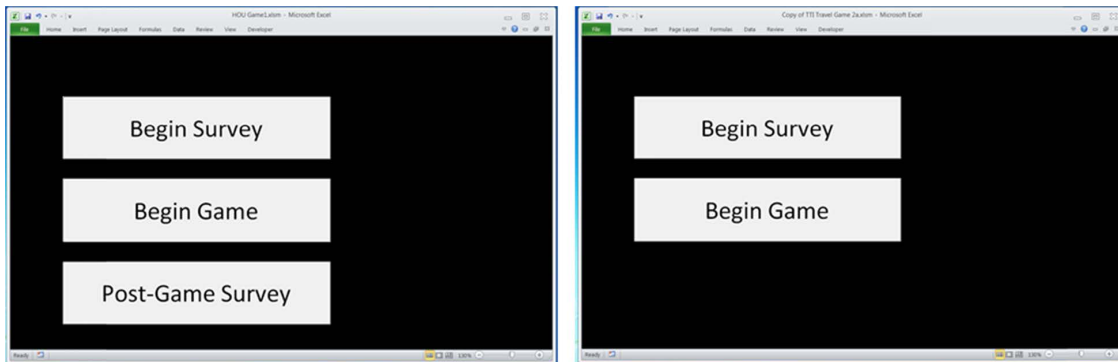 HOU Game1.xlsm - Microsoft Excel
File Home Insert Page Layout Formulas Data Review View Developer
Begin Survey
Begin Game
Post-Game Survey
Ready 130%
Copy of TTI Travel Game 2a.xlsm - Microsoft Excel
File Home Insert Page Layout Formulas Data Review View Developer
Begin Survey
Begin Game
Ready 130%